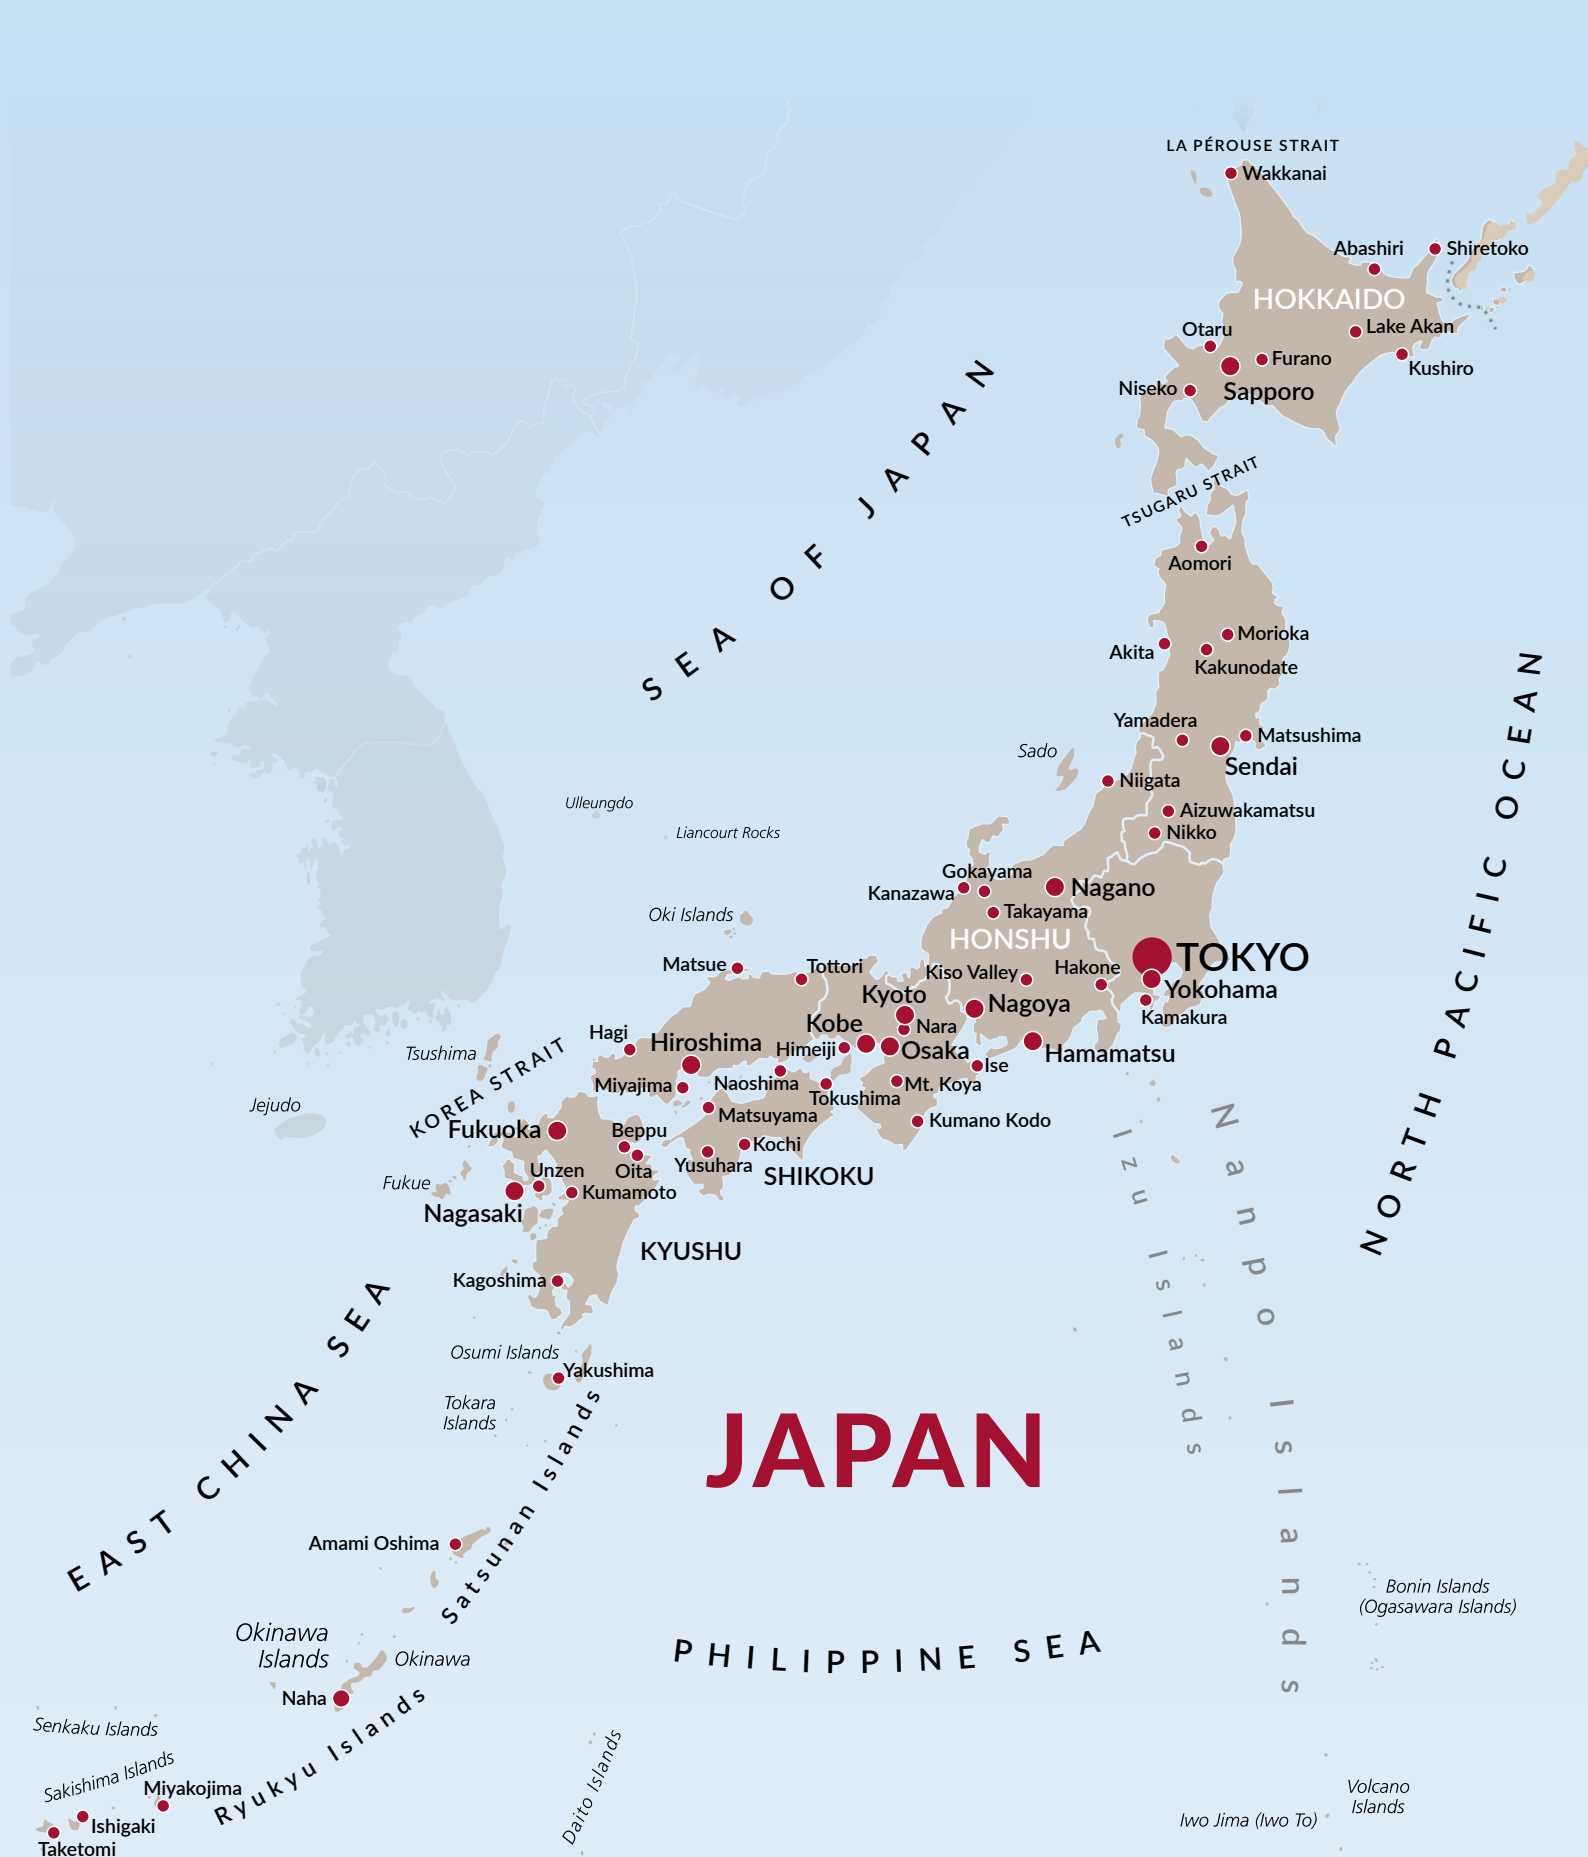 LA PÉROUSE STRAIT
Wakkanai
Abashiri
Shiretoko
HOKKAIDO
Otaru
Lake Akan
Furano
Kushiro
Niseko
Sapporo
SEA OF JAPAN
TSUGARU STRAIT
Aomori
Morioka
Akita
Kakunodate
Yamadera
Matsushima
Sado
Sendai
Niigata
Ulleungdo
Aizuwakamatsu
Liancourt Rocks
Nikko
NORTH PACIFIC OCEAN
Gokayama
Nagano
Kanazawa
Takayama
Oki Islands
HONSHU
TOKYO
Matsue
Tottori
Kiso Valley
Hakone
Kyoto
Yokohama
Nagoya
Kamakura
Kobe
Nara
Hagi
Hiroshima
Himeiji
Osaka
Hamamatsu
Tsushima
KOREA STRAIT
Ise
Miyajima
Naoshima
Mt. Koya
Tokushima
Jejudo
Matsuyama
Kumano Kodo
Fukuoka
Beppu
Kochi
Yusuhara
Unzen
Oita
SHIKOKU
Fukue
Kumamoto
Nagasaki
KYUSHU
Izu Islands
Nanpo Islands
Kagoshima
EAST CHINA SEA
Osumi Islands
Yakushima
Tokara
Islands
JAPAN
Satsunan Islands
Amami Oshima
Bonin Islands
(Ogasawara Islands)
Okinawa
Islands
Okinawa
PHILIPPINE SEA
Naha
Senkaku Islands
Ryukyu Islands
Sakishima Islands
Miyakojima
Daito Islands
Volcano
Islands
Iwo Jima (Iwo To)
Ishigaki
Taketomi